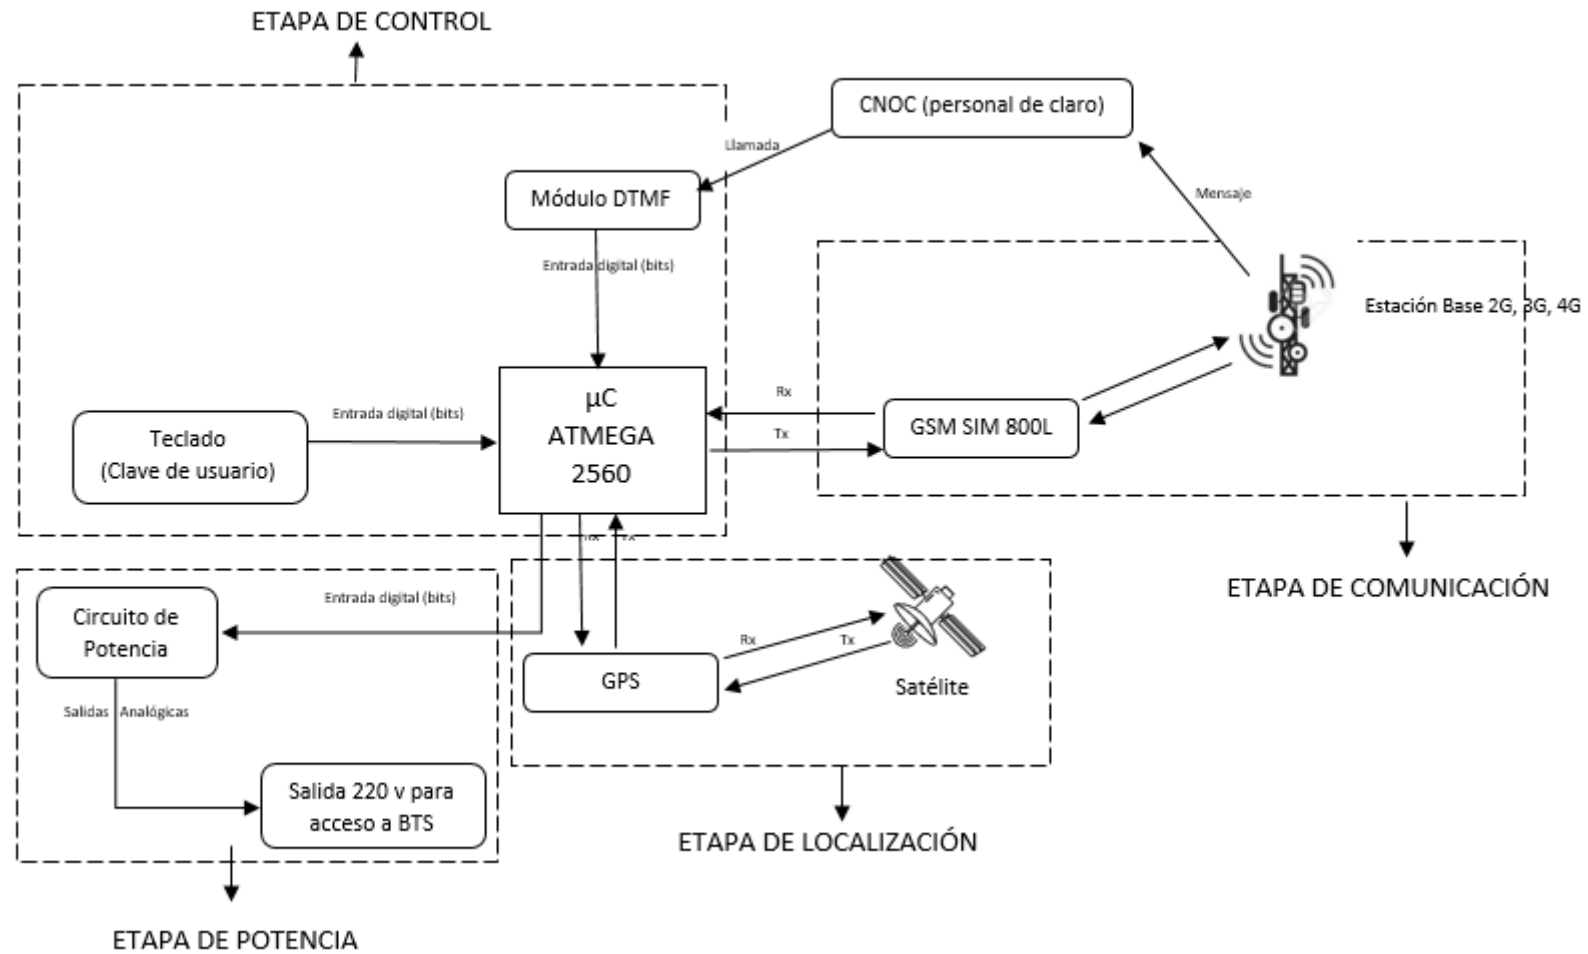 ETAPA DE CONTROL
CNOC (personal de claro)
Llamada
Módulo DTMF
Mensaje
Entrada digital (bits)
Estación Base 2G, 3G, 4G
µC
ATMEGA
2560
Rx
Tx
GSM SIM 800L
Entrada digital (bits)
Teclado
(Clave de usuario)
ETAPA DE COMUNICACIÓN
Entrada digital (bits)
Circuito de
Potencia
Rx
Tx
GPS
Satélite
Salidas Analógicas
Salida 220 v para
acceso a BTS
ETAPA DE LOCALIZACIÓN
ETAPA DE POTENCIA